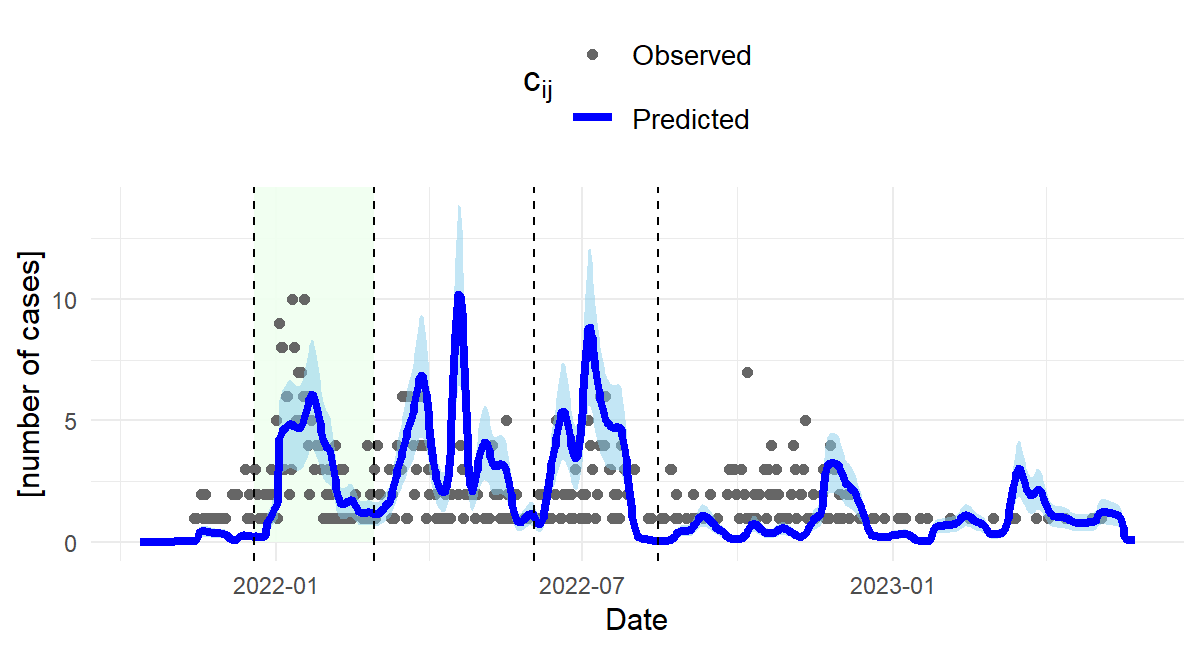 Observed
c_ij
Predicted
[number of cases]
10
5
0
2022-01 2022-07 2023-01
Date